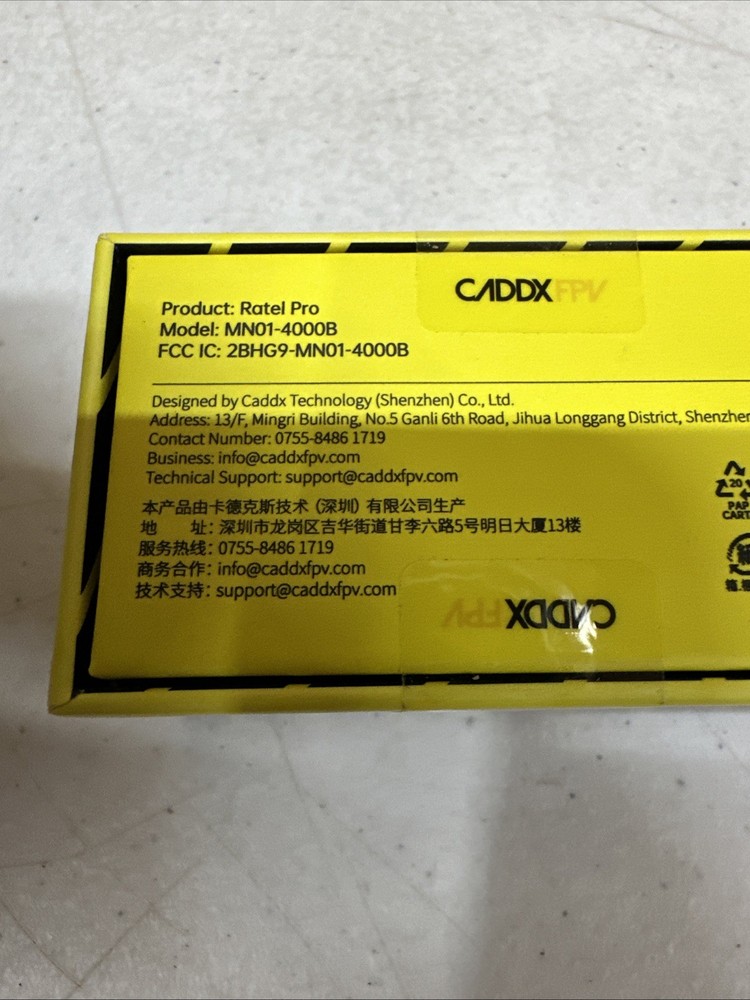 CADDXFPV
Product: Ratel Pro
Model: MN01-4000B
FCC IC: 2BHG9-MN01-4000B
Designed by Caddx Technology (Shenzhen) Co., Ltd.
Address: 13/F, Mingri Building, No.5 Ganli 6th Road, Jihua Longgang District, Shenzhen
Contact Number: 0755-8486 1719
Business: info@caddxfpv.com
Technical Support: support@caddxfpv.com
本产品由卡德克斯技术（深圳）有限公司生产
地 址：深圳市龙岗区吉华街道甘李六路5号明日大厦13楼
服务热线：0755-8486 1719
商务合作：info@caddxfpv.com
技术支持：support@caddxfpv.com
20
PAP
CADDXFPV